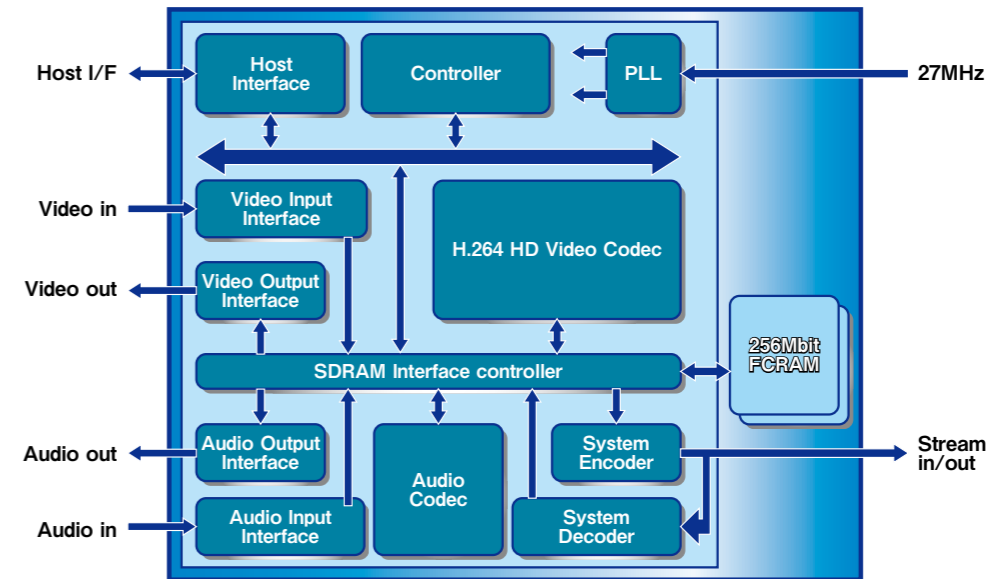 Host I/F
Host
Interface
Controller
PLL
27MHz
Video in
Video Input
Interface
H.264 HD Video Codec
Video out
Video Output
Interface
256Mbit
FCRAM
SDRAM Interface controller
Audio out
Audio Output
Interface
Audio
Codec
System
Encoder
Stream
in/out
Audio in
Audio Input
Interface
System
Decoder